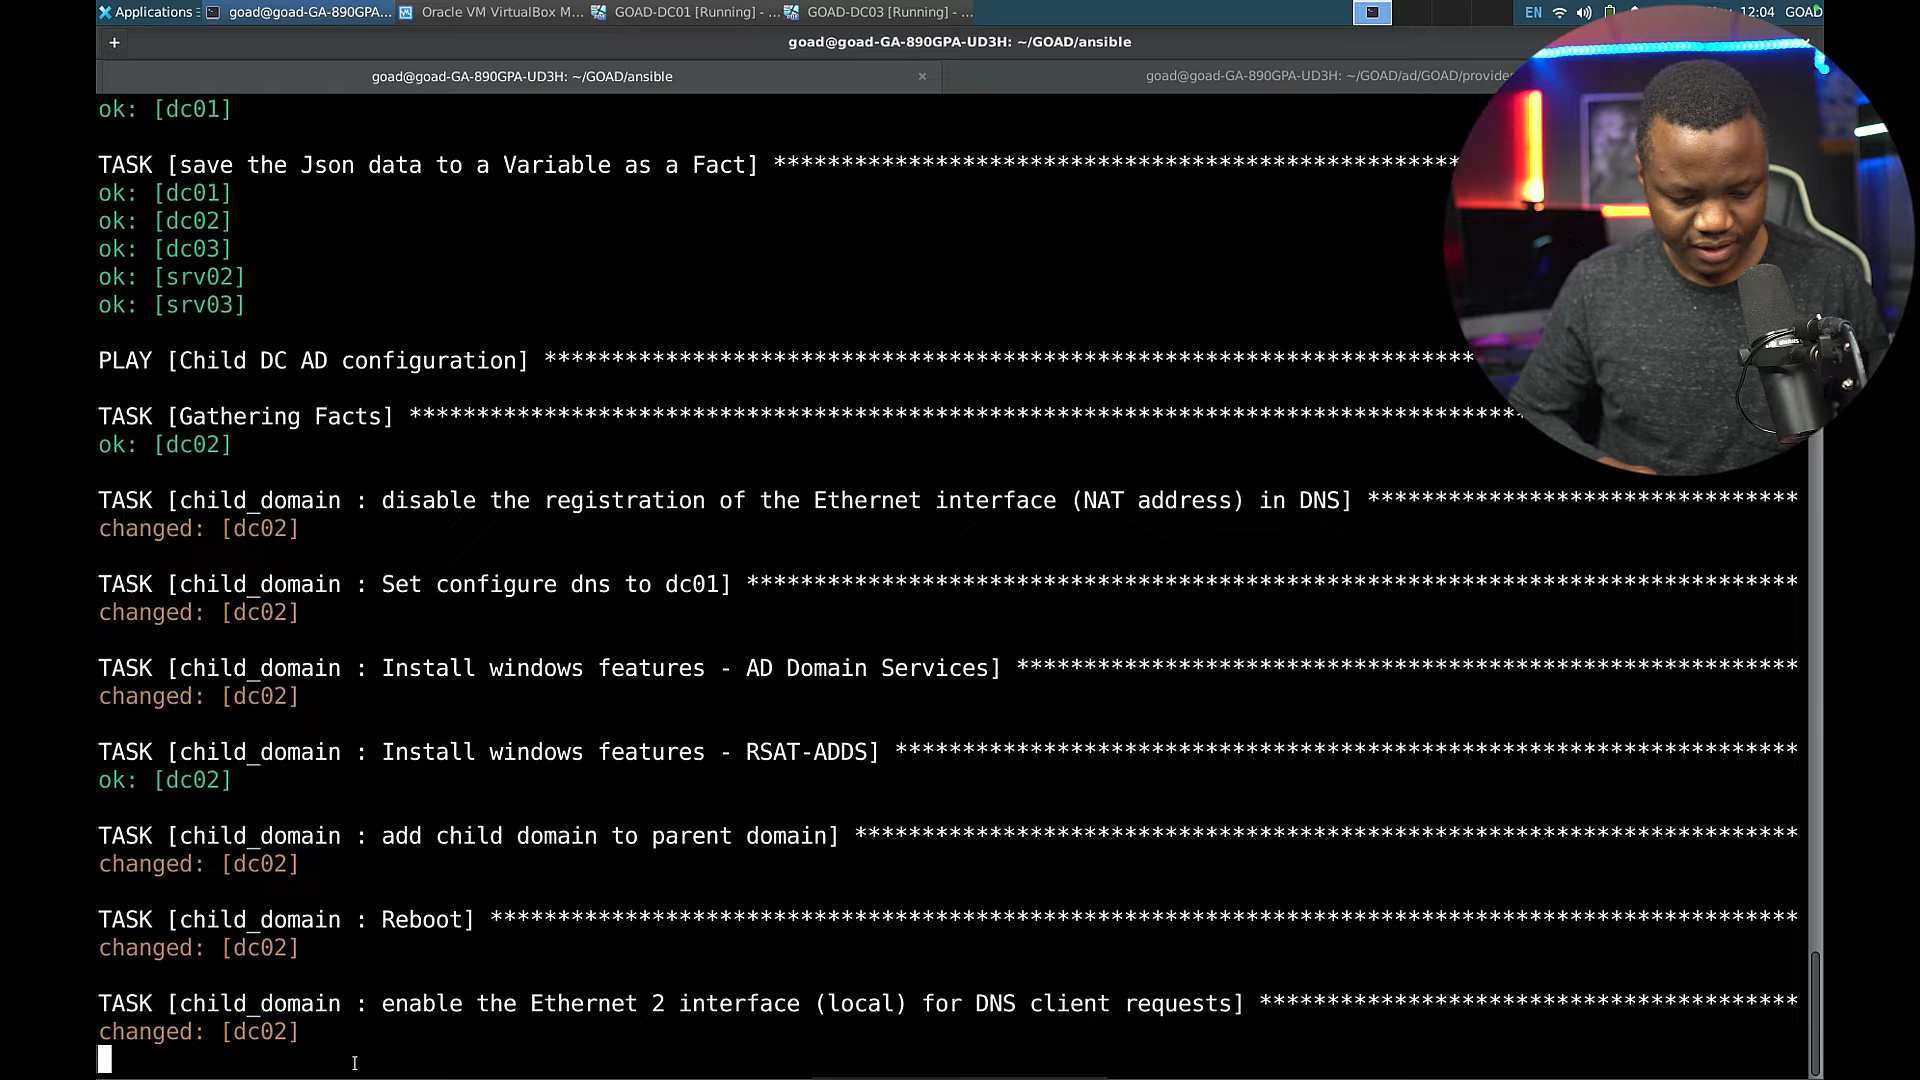 Applications
goad@goad-GA-890GPA...
Oracle VM VirtualBox M...
GOAD-DC01 [Running] - ...
GOAD-DC03 [Running] - ...
EN
12:04
GOAD
goad@goad-GA-890GPA-UD3H: ~/GOAD/ansible
goad@goad-GA-890GPA-UD3H: ~/GOAD/ansible
goad@goad-GA-890GPA-UD3H: ~/GOAD/ad/GOAD/provide
ok: [dc01]
TASK [save the Json data to a Variable as a Fact] ***************************************************
ok: [dc01]
ok: [dc02]
ok: [dc03]
ok: [srv02]
ok: [srv03]
PLAY [Child DC AD configuration] *********************************************************************
TASK [Gathering Facts] **********************************************************************************
ok: [dc02]
TASK [child_domain : disable the registration of the Ethernet interface (NAT address) in DNS] ********************************
changed: [dc02]
TASK [child_domain : Set configure dns to dc01] ******************************************************************************
changed: [dc02]
TASK [child_domain : Install windows features - AD Domain Services] **********************************************************
changed: [dc02]
TASK [child_domain : Install windows features - RSAT-ADDS] *******************************************************************
ok: [dc02]
TASK [child_domain : add child domain to parent domain] **********************************************************************
changed: [dc02]
TASK [child_domain : Reboot] *************************************************************************************************
changed: [dc02]
TASK [child_domain : enable the Ethernet 2 interface (local) for DNS client requests] ****************************************
changed: [dc02]